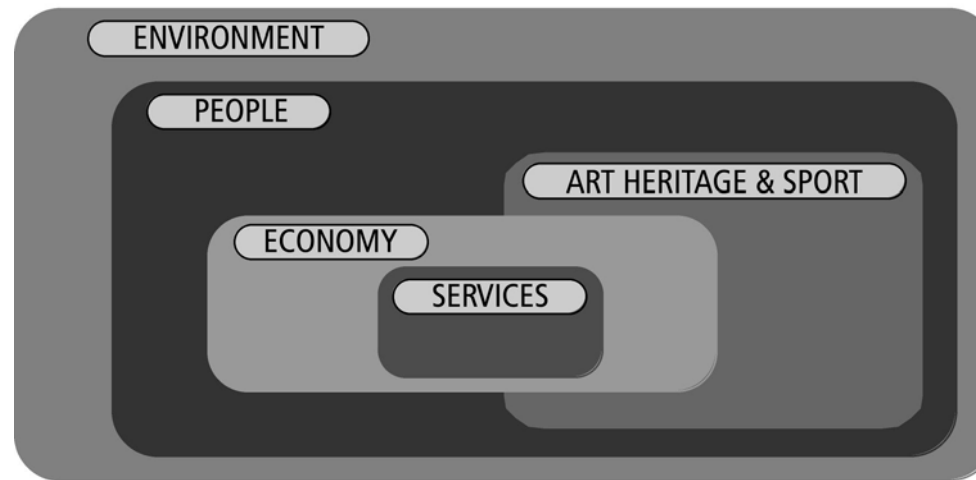 ENVIRONMENT
PEOPLE
ART HERITAGE & SPORT
ECONOMY
SERVICES